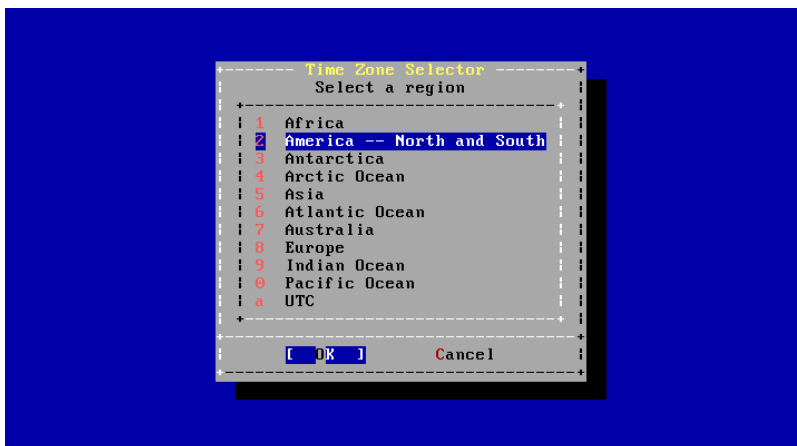 Time Zone Selector
Select a region
1 Africa
2 America -- North and South
3 Antarctica
4 Arctic Ocean
5 Asia
6 Atlantic Ocean
7 Australia
8 Europe
9 Indian Ocean
0 Pacific Ocean
a UTC
[ OK ] Cancel